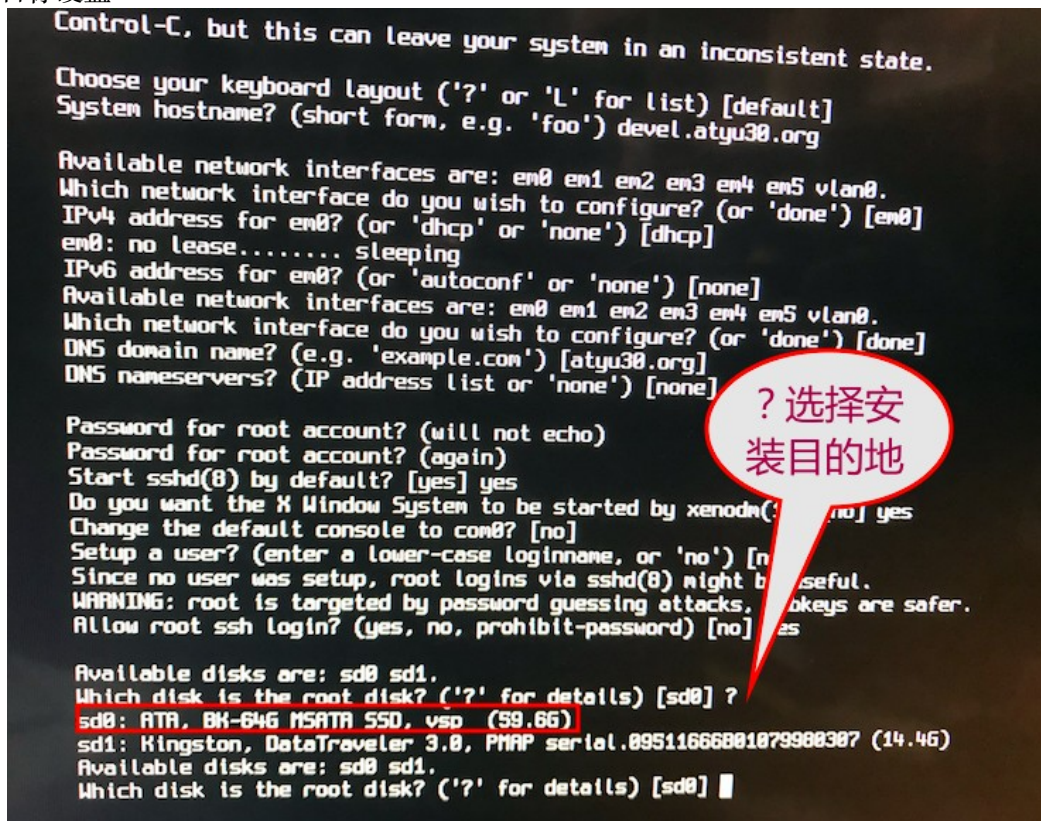 Control-C, but this can leave your system in an inconsistent state.
Choose your keyboard layout ('?' or 'L' for list) [default]
System hostname? (short form, e.g. 'foo') devel.atyu30.org
Available network interfaces are: em0 em1 em2 em3 em4 em5 vlan0.
Which network interface do you wish to configure? (or 'done') [em0]
IPv4 address for em0? (or 'dhcp' or 'none') [dhcp]
em0: no lease........ sleeping
IPv6 address for em0? (or 'autoconf' or 'none') [none]
Available network interfaces are: em0 em1 em2 em3 em4 em5 vlan0.
Which network interface do you wish to configure? (or 'done') [done]
DNS domain name? (e.g. 'example.com') [atyu30.org]
DNS nameservers? (IP address list or 'none') [none]
？选择安
装目的地
Password for root account? (will not echo)
Password for root account? (again)
Start sshd(8) by default? [yes] yes
Do you want the X Window System to be started by xenodm( yes
Change the default console to com0? [no]
Setup a user? (enter a lower-case loginname, or 'no') [n
Since no user was setup, root logins via sshd(8) might b seful.
WARNING: root is targeted by password guessing attacks, bkeys are safer.
Allow root ssh login? (yes, no, prohibit-password) [no] es
Available disks are: sd0 sd1.
Which disk is the root disk? ('?' for details) [sd0] ?
sd0: ATA, BK-64G MSATA SSD, vsp (59.6G)
sd1: Kingston, DataTraveler 3.0, PMAP serial.09511666801079980307 (14.4G)
Available disks are: sd0 sd1.
Which disk is the root disk? ('?' for details) [sd0]